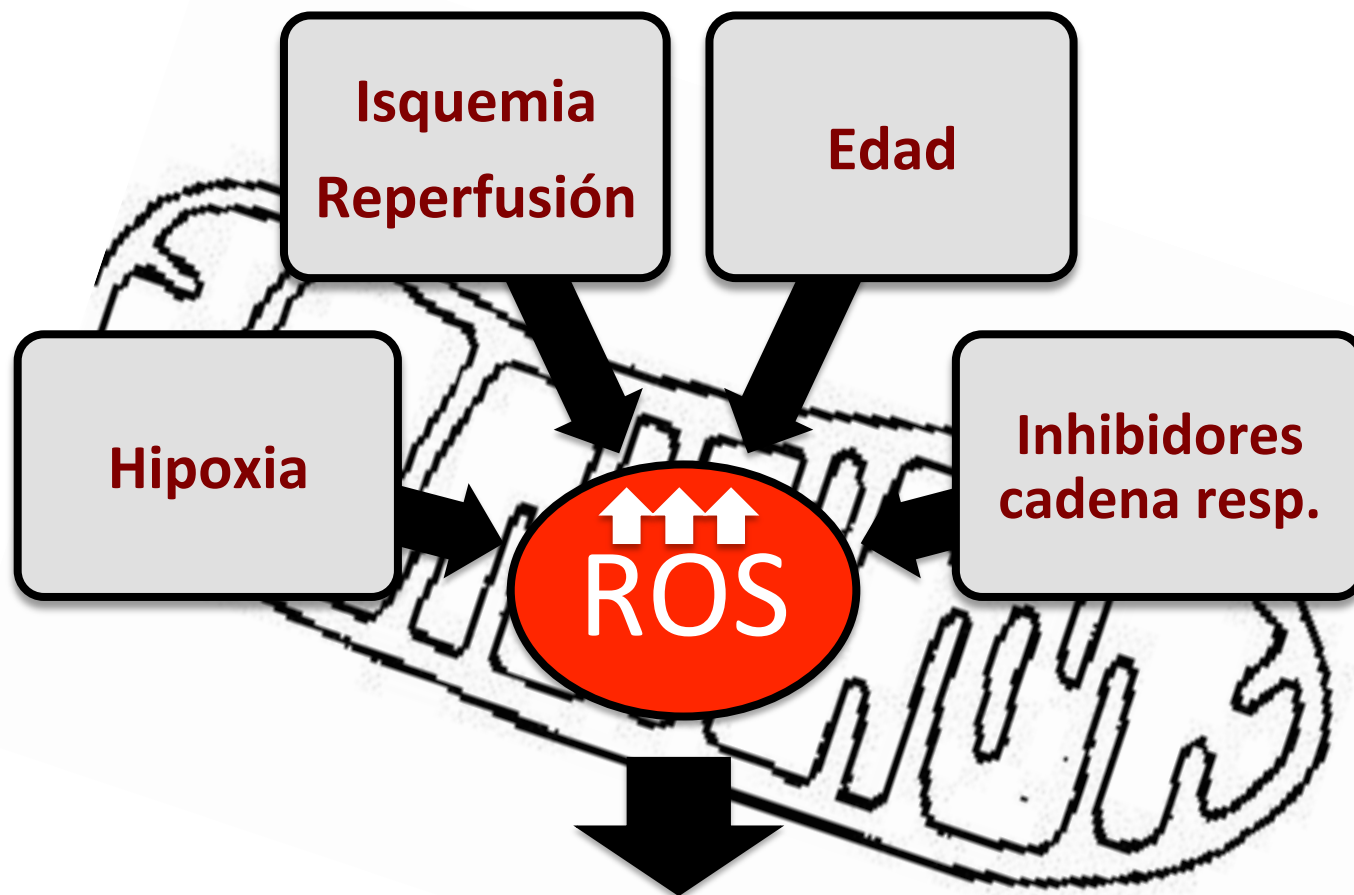 Isquemia
Reperfusión
Edad
Hipoxia
Inhibidores
cadena resp.
ROS